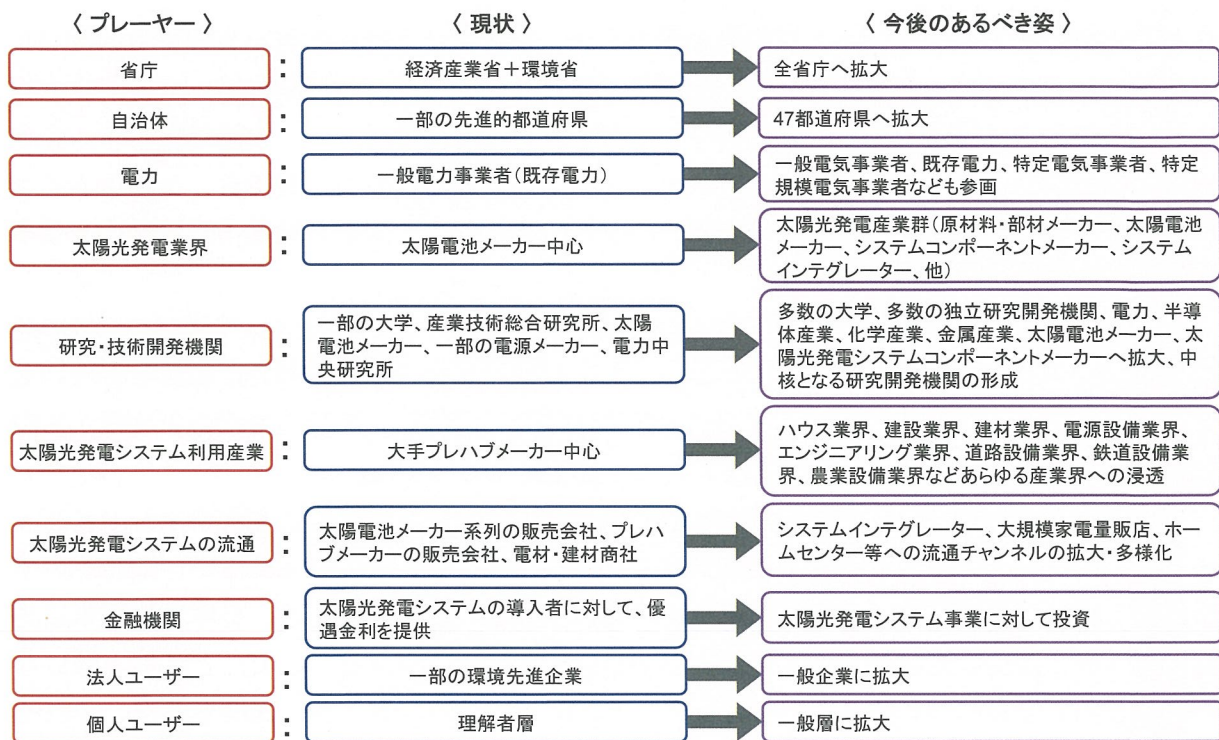 〈 プレーヤー 〉 〈 現状 〉 〈 今後のあるべき姿 〉
省庁 : 経済産業省＋環境省 全省庁へ拡大
自治体 : 一部の先進的都道府県 47都道府県へ拡大
電力 : 一般電力事業者(既存電力)
一般電気事業者、既存電力、特定電気事業者、特定
規模電気事業者なども参画
太陽光発電業界 : 太陽電池メーカー中心
太陽光発電産業群(原材料・部材メーカー、太陽電池
メーカー、システムコンポーネントメーカー、システム
インテグレーター、他)
研究・技術開発機関 :
一部の大学、産業技術総合研究所、太陽
電池メーカー、一部の電源メーカー、電力中
央研究所
多数の大学、多数の独立研究開発機関、電力、半導
体産業、化学産業、金属産業、太陽電池メーカー、太
陽光発電システムコンポーネントメーカーへ拡大、中
核となる研究開発機関の形成
太陽光発電システム利用産業 : 大手プレハブメーカー中心
ハウス業界、建設業界、建材業界、電源設備業界、
エンジニアリング業界、道路設備業界、鉄道設備業
界、農業設備業界などあらゆる産業界への浸透
太陽光発電システムの流通 :
太陽電池メーカー系列の販売会社、プレハ
ブメーカーの販売会社、電材・建材商社
システムインテグレーター、大規模家電量販店、ホー
ムセンター等への流通チャンネルの拡大・多様化
金融機関 :
太陽光発電システムの導入者に対して、優
遇金利を提供
太陽光発電システム事業に対して投資
法人ユーザー : 一部の環境先進企業 一般企業に拡大
個人ユーザー : 理解者層 一般層に拡大